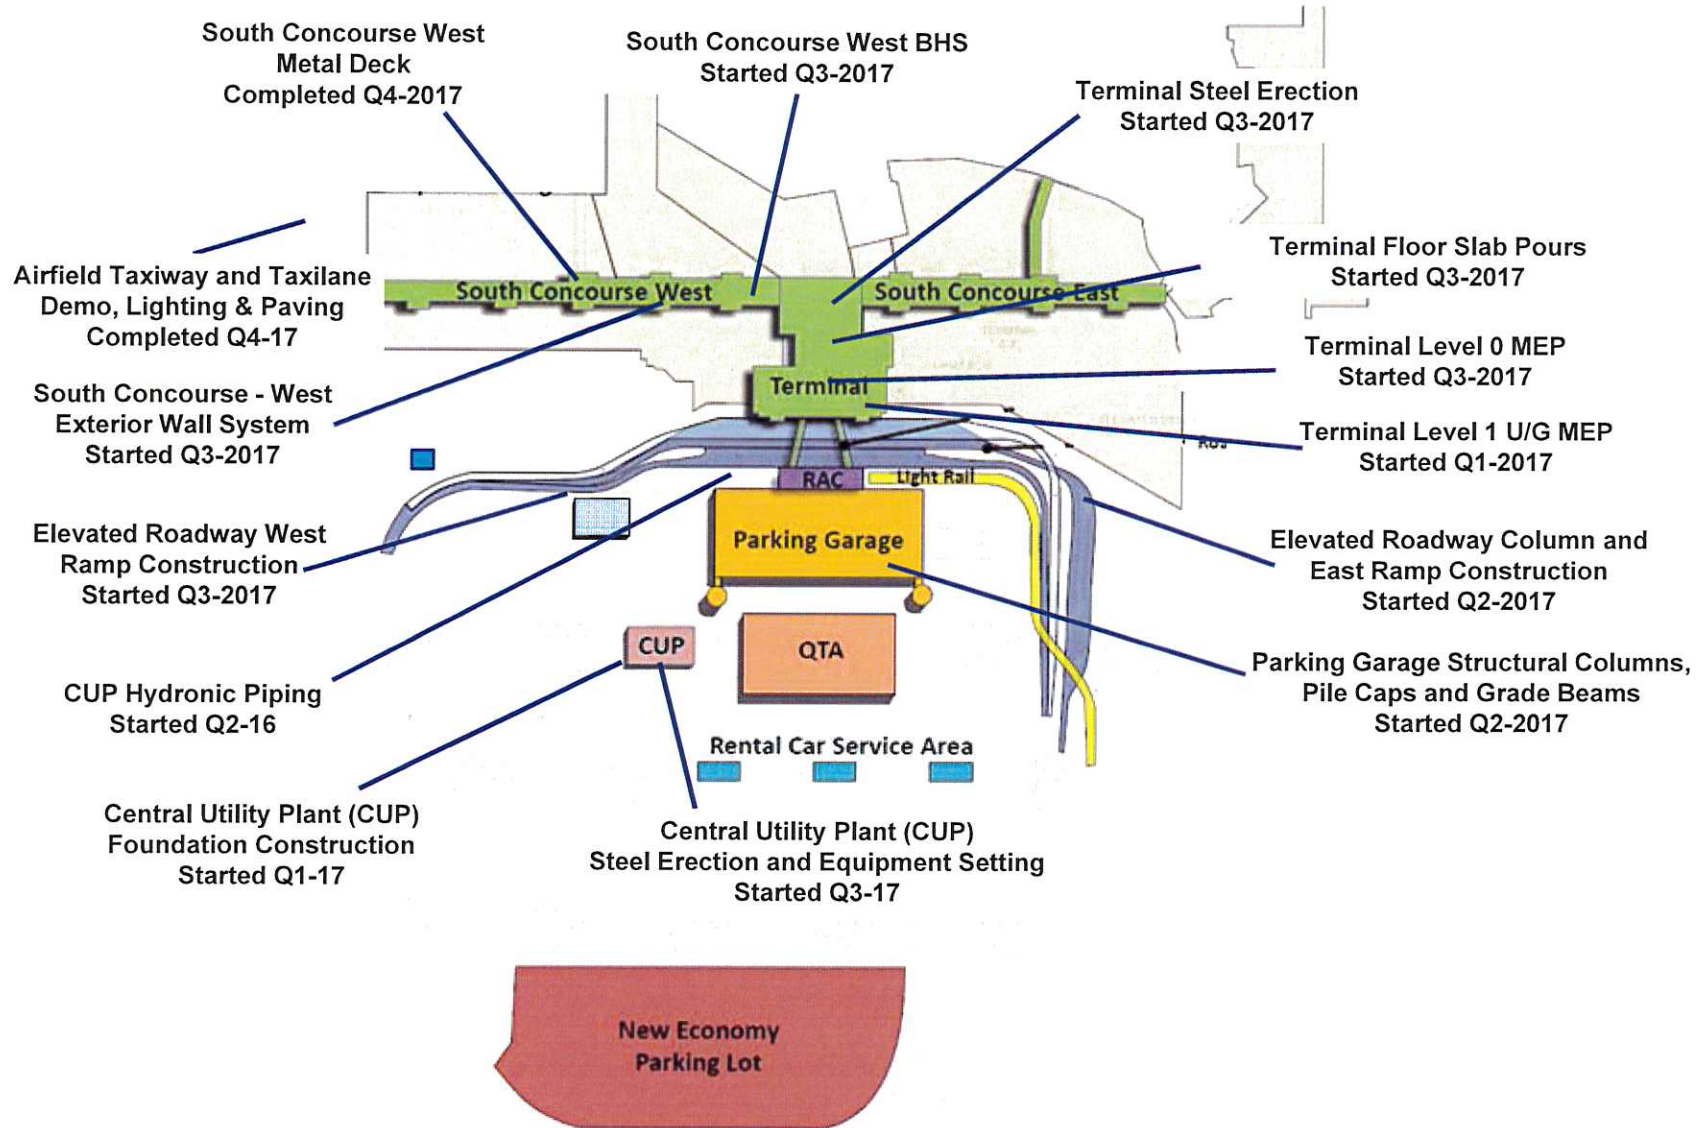 South Concourse West
Metal Deck
Completed Q4-2017
South Concourse West BHS
Started Q3-2017
Terminal Steel Erection
Started Q3-2017
Airfield Taxiway and Taxilane
Demo, Lighting & Paving
Completed Q4-17
South Concourse West
South Concourse East
Terminal Floor Slab Pours
Started Q3-2017
Terminal Level 0 MEP
Started Q3-2017
South Concourse - West
Exterior Wall System
Started Q3-2017
Terminal
Terminal Level 1 U/G MEP
Started Q1-2017
RAC
Light Rail
Elevated Roadway West
Ramp Construction
Started Q3-2017
Parking Garage
Elevated Roadway Column and
East Ramp Construction
Started Q2-2017
CUP
QTA
CUP Hydronic Piping
Started Q2-16
Parking Garage Structural Columns,
Pile Caps and Grade Beams
Started Q2-2017
Rental Car Service Area
Central Utility Plant (CUP)
Foundation Construction
Started Q1-17
Central Utility Plant (CUP)
Steel Erection and Equipment Setting
Started Q3-17
New Economy
Parking Lot